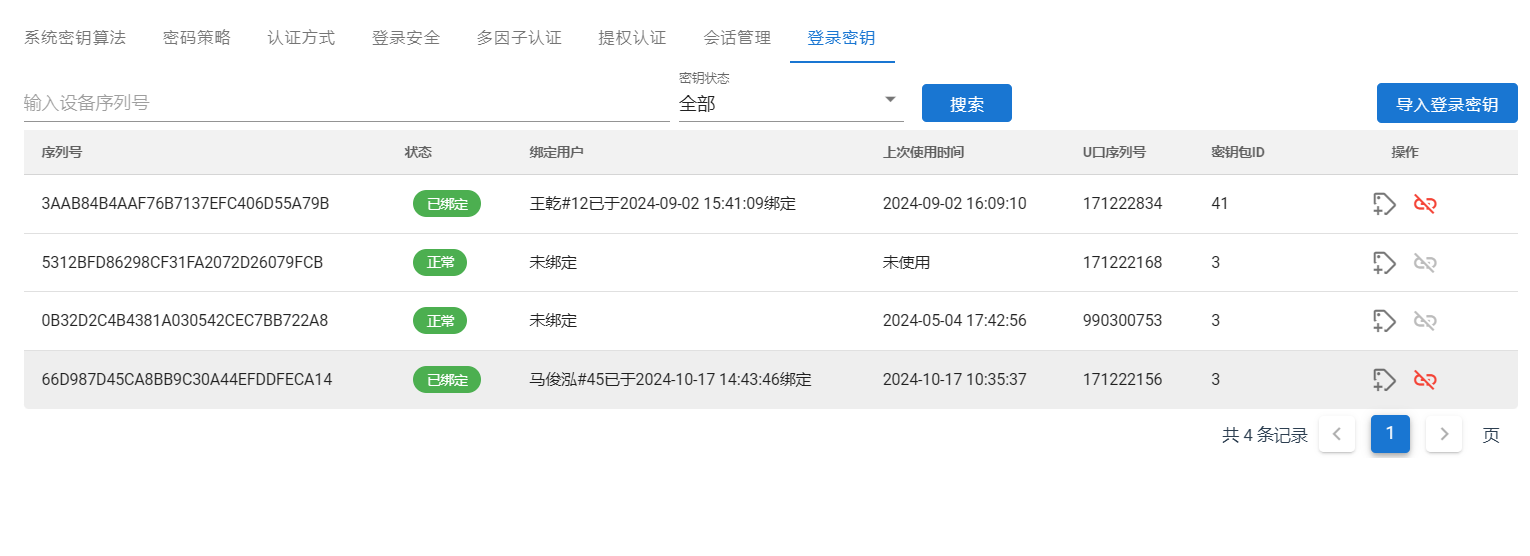 系统密钥算法 密码策略 认证方式 登录安全 多因子认证 提权认证 会话管理 登录密钥
密钥状态
输入设备序列号 全部 搜索 导入登录密钥
序列号 状态 绑定用户 上次使用时间 U口序列号 密钥包ID 操作
3AAB84B4AAF76B7137EFC406D55A79B 已绑定 王乾#12已于2024-09-02 15:41:09绑定 2024-09-02 16:09:10 171222834 41
5312BFD86298CF31FA2072D26079FCB 正常 未绑定 未使用 171222168 3
0B32D2C4B4381A030542CEC7BB722A8 正常 未绑定 2024-05-04 17:42:56 990300753 3
66D987D45CA8BB9C30A44EFDDFECA14 已绑定 马俊泓#45已于2024-10-17 14:43:46绑定 2024-10-17 10:35:37 171222156 3
共 4 条记录 1 页